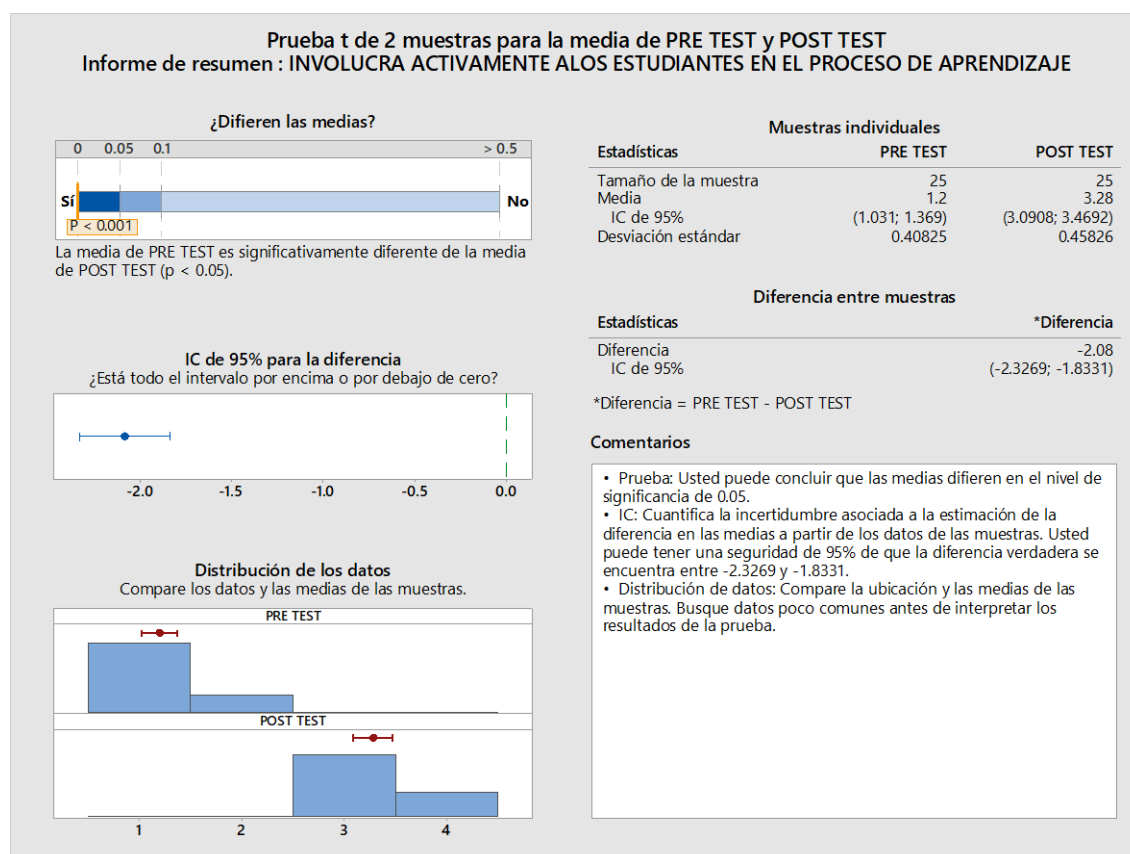 Prueba t de 2 muestras para la media de PRE TEST y POST TEST
Informe de resumen : INVOLUCRA ACTIVAMENTE ALOS ESTUDIANTES EN EL PROCESO DE APRENDIZAJE
¿Difieren las medias?
0 0.05 0.1 > 0.5
Sí No
P < 0.001
La media de PRE TEST es significativamente diferente de la media
de POST TEST (p < 0.05).
IC de 95% para la diferencia
¿Está todo el intervalo por encima o por debajo de cero?
-2.0 -1.5 -1.0 -0.5 0.0
Distribución de los datos
Compare los datos y las medias de las muestras.
PRE TEST
POST TEST
1 2 3 4
Muestras individuales
Estadísticas PRE TEST POST TEST
Tamaño de la muestra 25 25
Media 1.2 3.28
IC de 95% (1.031; 1.369) (3.0908; 3.4692)
Desviación estándar 0.40825 0.45826
Diferencia entre muestras
Estadísticas *Diferencia
Diferencia -2.08
IC de 95% (-2.3269; -1.8331)
*Diferencia = PRE TEST - POST TEST
Comentarios
• Prueba: Usted puede concluir que las medias difieren en el nivel de
significancia de 0.05.
• IC: Cuantifica la incertidumbre asociada a la estimación de la
diferencia en las medias a partir de los datos de las muestras. Usted
puede tener una seguridad de 95% de que la diferencia verdadera se
encuentra entre -2.3269 y -1.8331.
• Distribución de datos: Compare la ubicación y las medias de las
muestras. Busque datos poco comunes antes de interpretar los
resultados de la prueba.